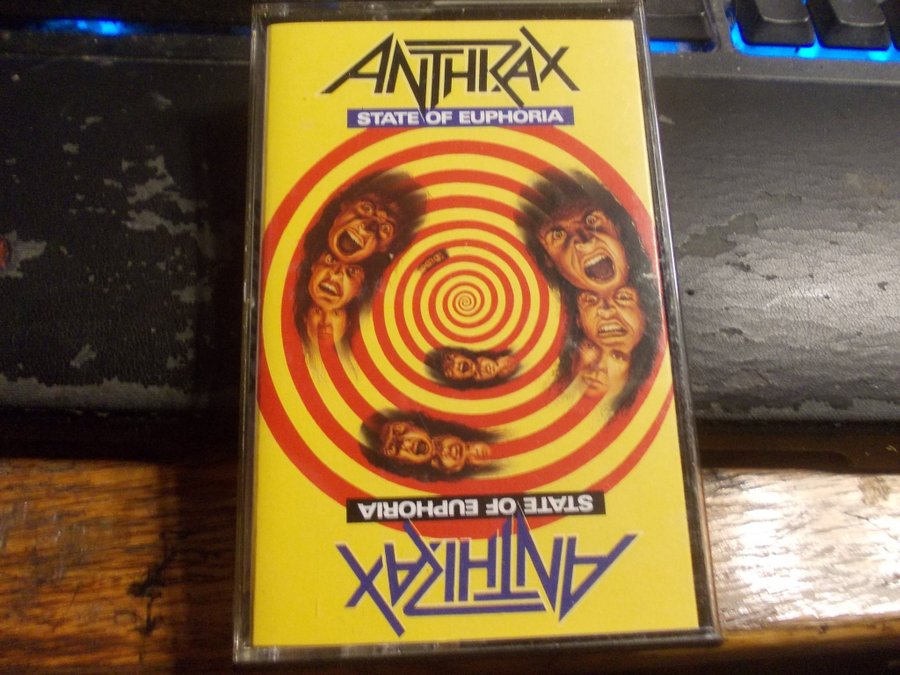 ANTHRAX
STATE OF EUPHORIA
STATE OF EUPHORIA
ANTHRAX